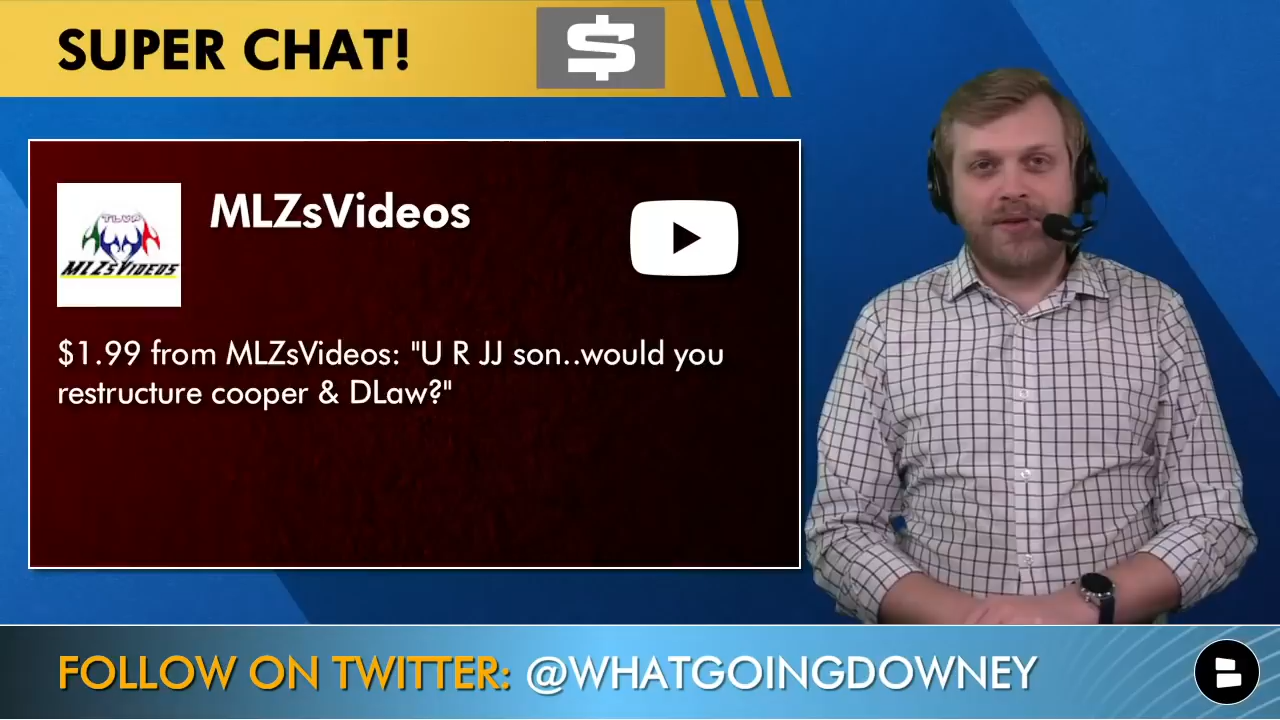 SUPER CHAT!
$
TLVR
MLZsVIDEOS
MLZsVideos
$1.99 from MLZsVideos: "U R JJ son..would you
restructure cooper & DLaw?"
FOLLOW ON TWITTER: @WHATGOINGDOWNEY